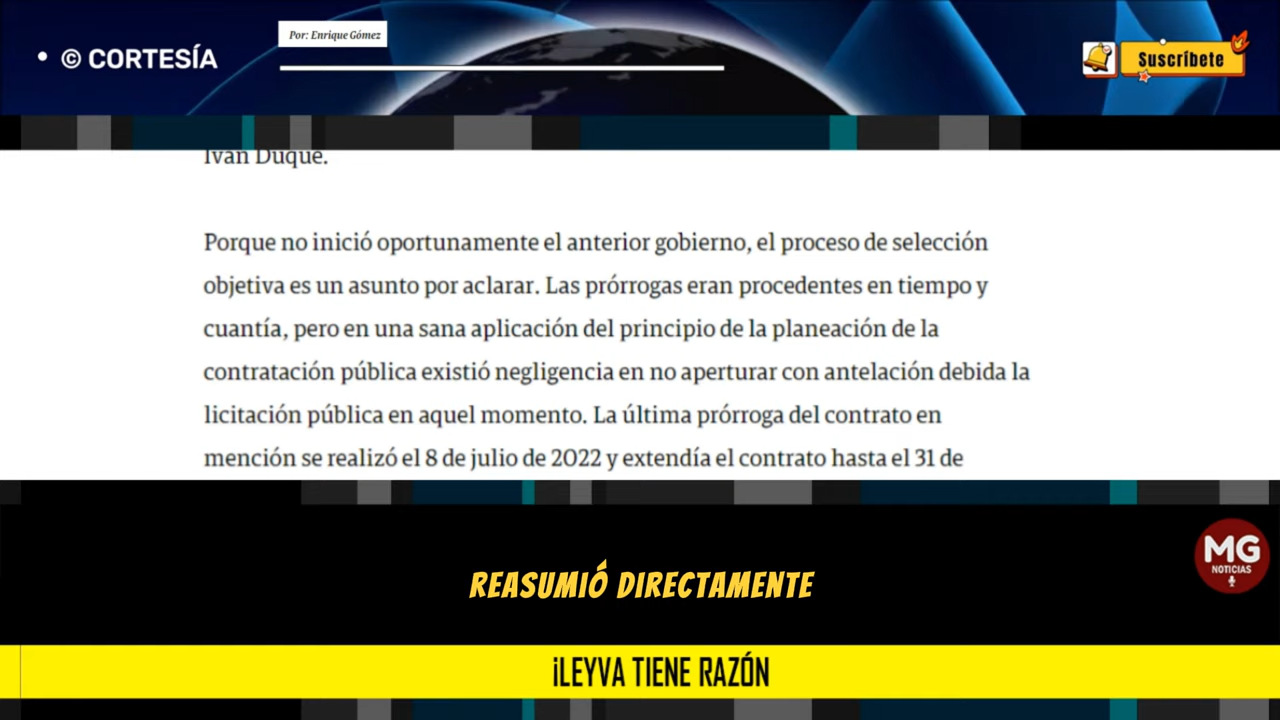 Por: Enrique Gómez
• © CORTESÍA
Suscríbete
Iván Duque.
Porque no inició oportunamente el anterior gobierno, el proceso de selección
objetiva es un asunto por aclarar. Las prórrogas eran procedentes en tiempo y
cuantía, pero en una sana aplicación del principio de la planeación de la
contratación pública existió negligencia en no aperturar con antelación debida la
licitación pública en aquel momento. La última prórroga del contrato en
mención se realizó el 8 de julio de 2022 y extendía el contrato hasta el 31 de
MG
NOTICIAS
REASUMIÓ DIRECTAMENTE
¡LEYVA TIENE RAZÓN